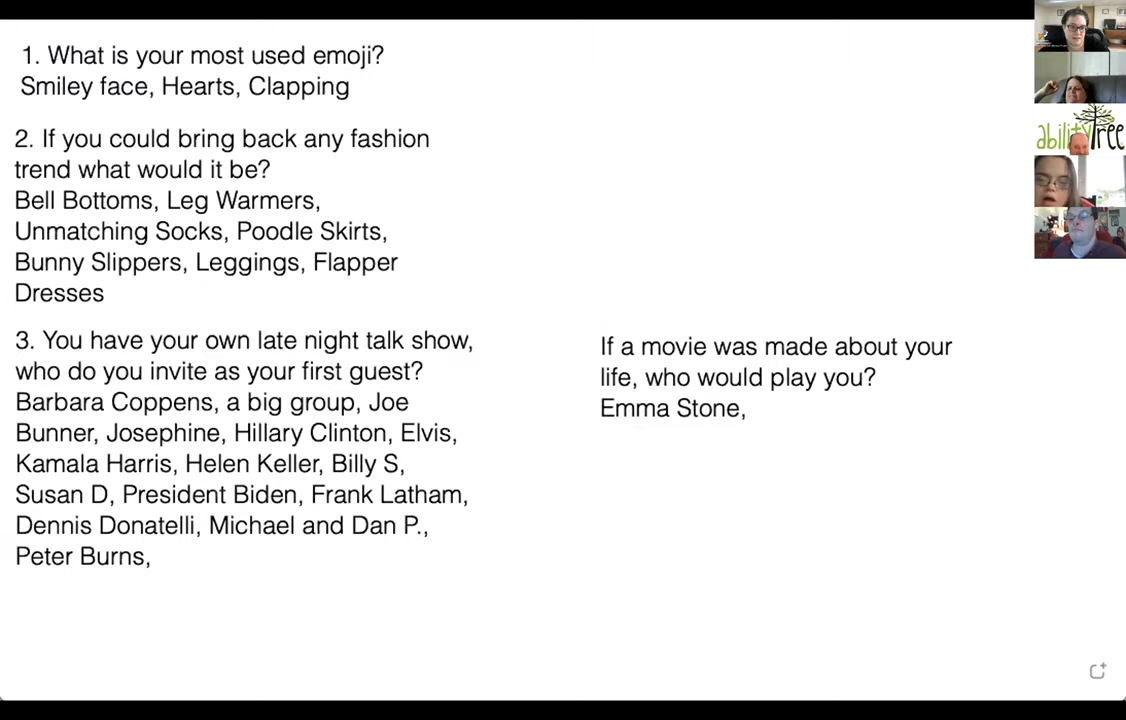 1. What is your most used emoji?
Smiley face, Hearts, Clapping
2. If you could bring back any fashion
trend what would it be?
Bell Bottoms, Leg Warmers,
Unmatching Socks, Poodle Skirts,
Bunny Slippers, Leggings, Flapper
Dresses
3. You have your own late night talk show,
who do you invite as your first guest?
Barbara Coppens, a big group, Joe
Bunner, Josephine, Hillary Clinton, Elvis,
Kamala Harris, Helen Keller, Billy S,
Susan D, President Biden, Frank Latham,
Dennis Donatelli, Michael and Dan P.,
Peter Burns,
If a movie was made about your
life, who would play you?
Emma Stone,
ability Tree